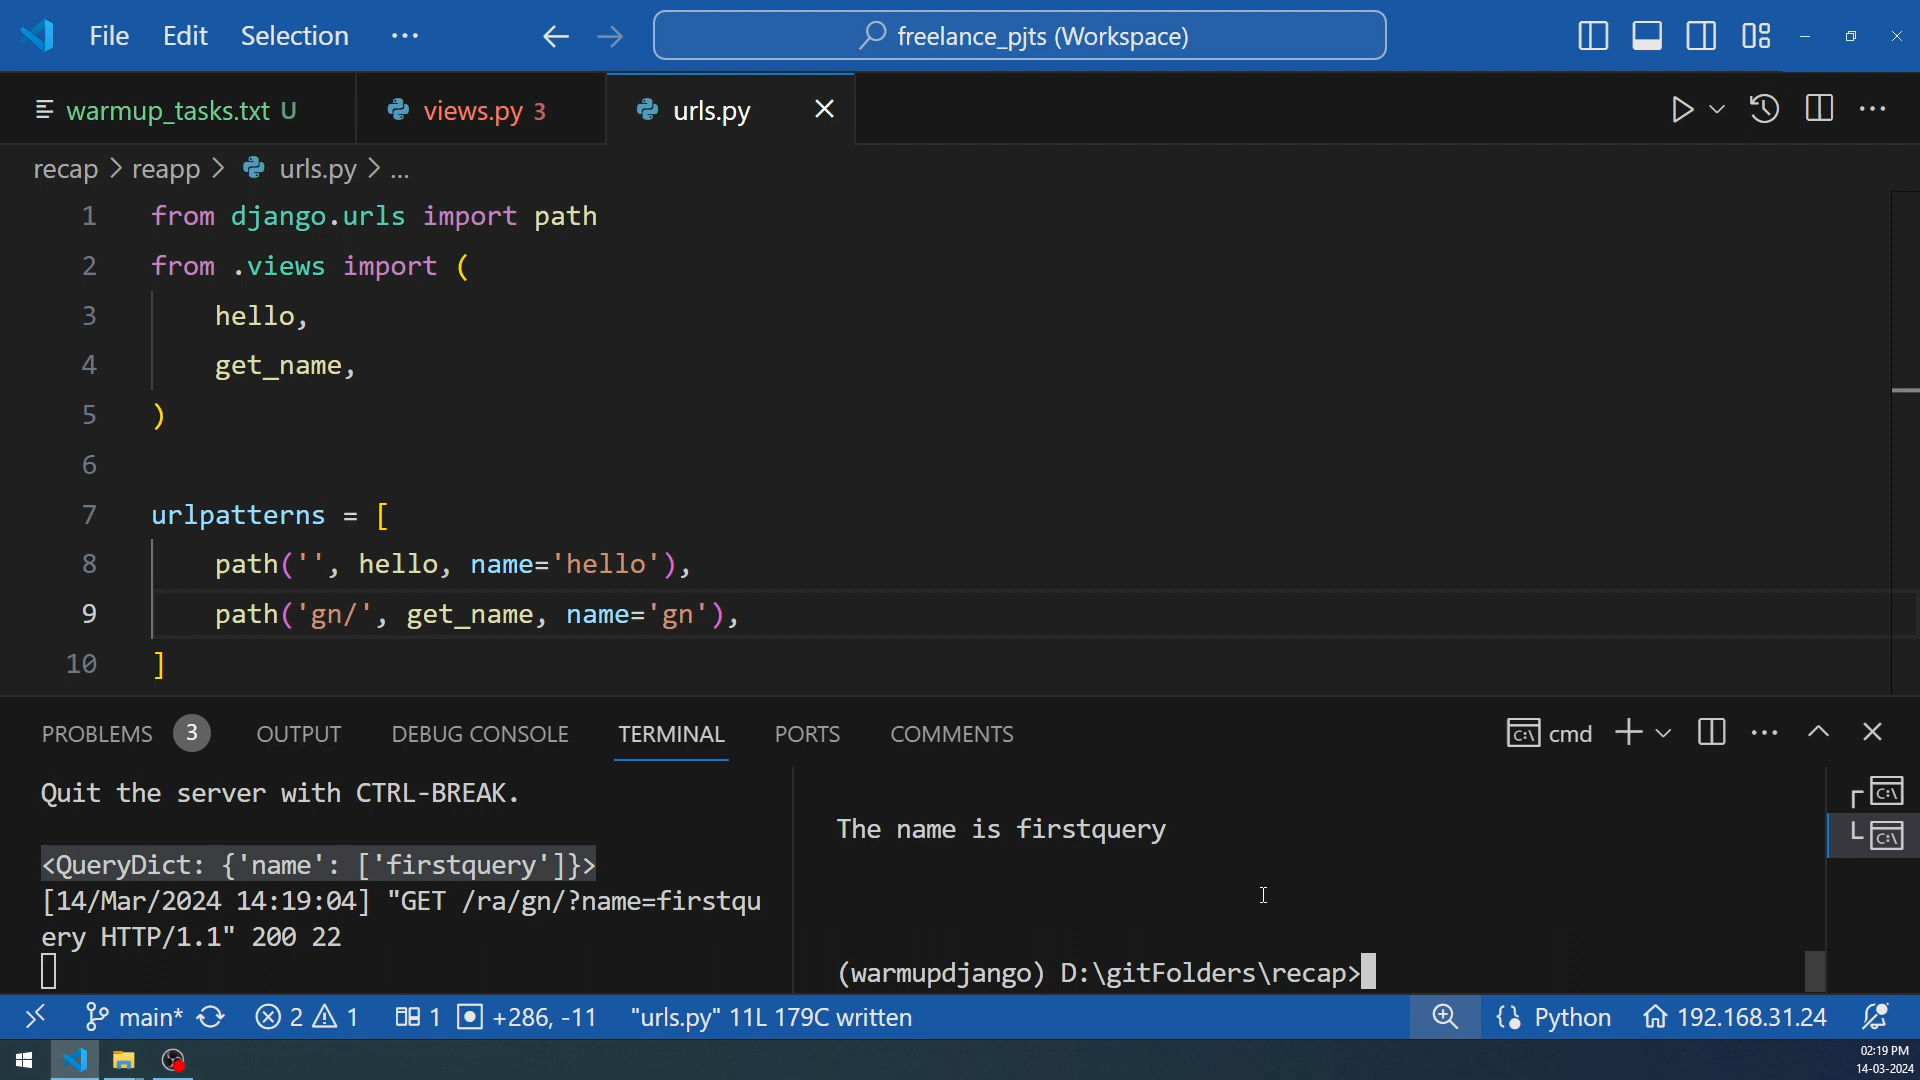 File Edit Selection ··· freelance_pjts (Workspace)
warmup_tasks.txt U views.py 3 urls.py
recap > reapp > urls.py > ...
1 from django.urls import path
2 from .views import (
3 hello,
4 get_name,
5 )
6
7 urlpatterns = [
8 path('', hello, name='hello'),
9 path('gn/', get_name, name='gn'),
10 ]
PROBLEMS 3 OUTPUT DEBUG CONSOLE TERMINAL PORTS COMMENTS cmd
Quit the server with CTRL-BREAK.
<QueryDict: {'name': ['firstquery']}>
[14/Mar/2024 14:19:04] "GET /ra/gn/?name=firstqu
ery HTTP/1.1" 200 22
The name is firstquery
(warmupdjango) D:\gitFolders\recap>
main* 2 1 1 +286, -11 "urls.py" 11L 179C written Python 192.168.31.24
02:19 PM
14-03-2024